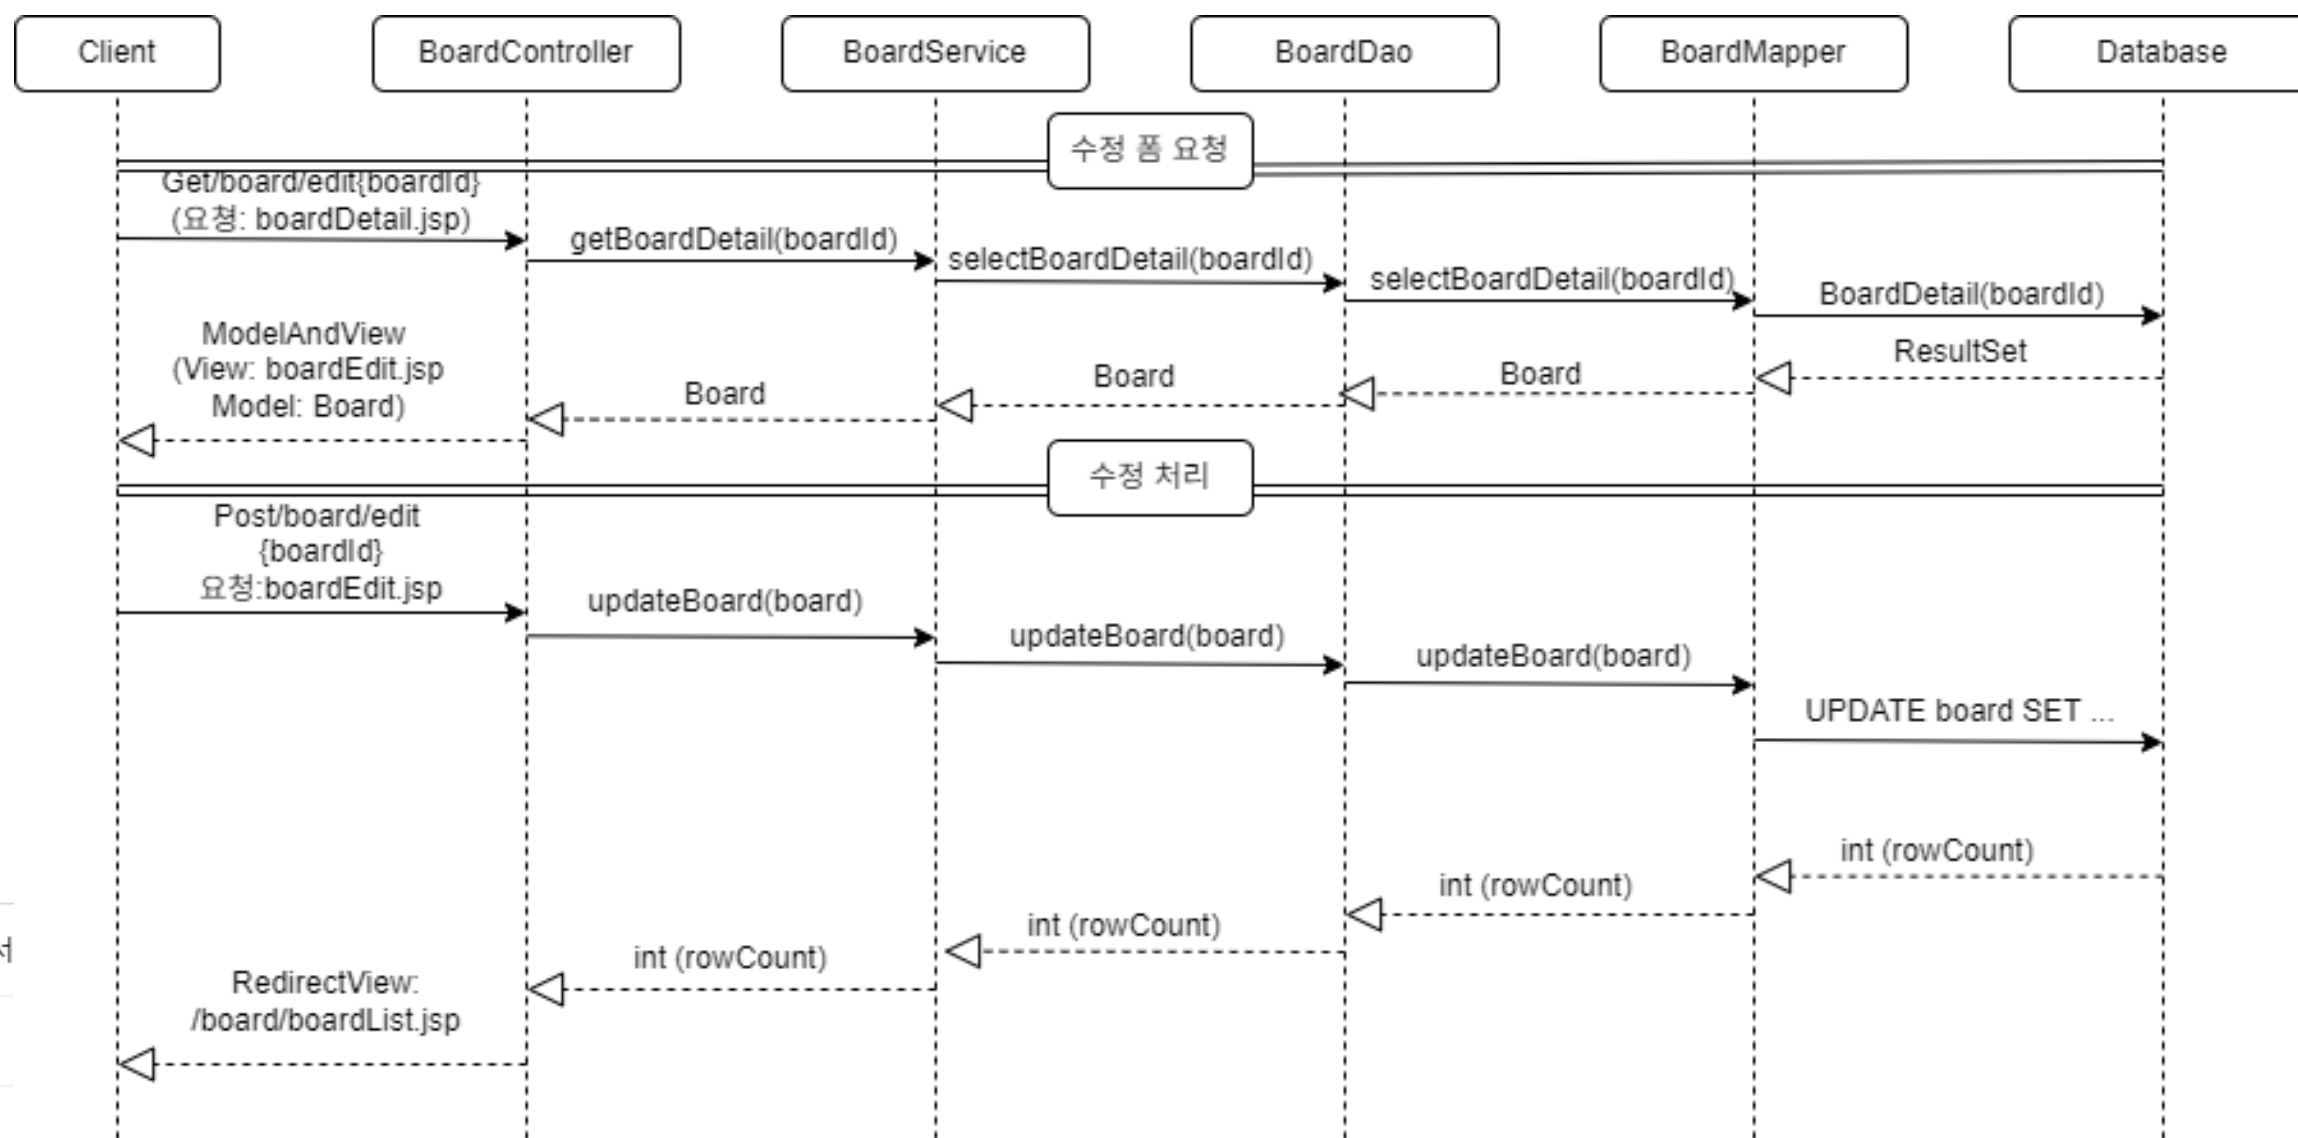 Client
BoardController
BoardService
BoardDao
BoardMapper
Database
수정 폼 요청
Get/board/edit{boardId}
(요쳥: boardDetail.jsp)
getBoardDetail(boardId)
selectBoardDetail(boardId)
selectBoardDetail(boardId)
BoardDetail(boardId)
ResultSet
Board
Board
Board
ModelAndView
(View: boardEdit.jsp
Model: Board)
수정 처리
Post/board/edit
{boardId}
요청:boardEdit.jsp
updateBoard(board)
updateBoard(board)
updateBoard(board)
UPDATE board SET ...
int (rowCount)
int (rowCount)
int (rowCount)
int (rowCount)
RedirectView:
/board/boardList.jsp